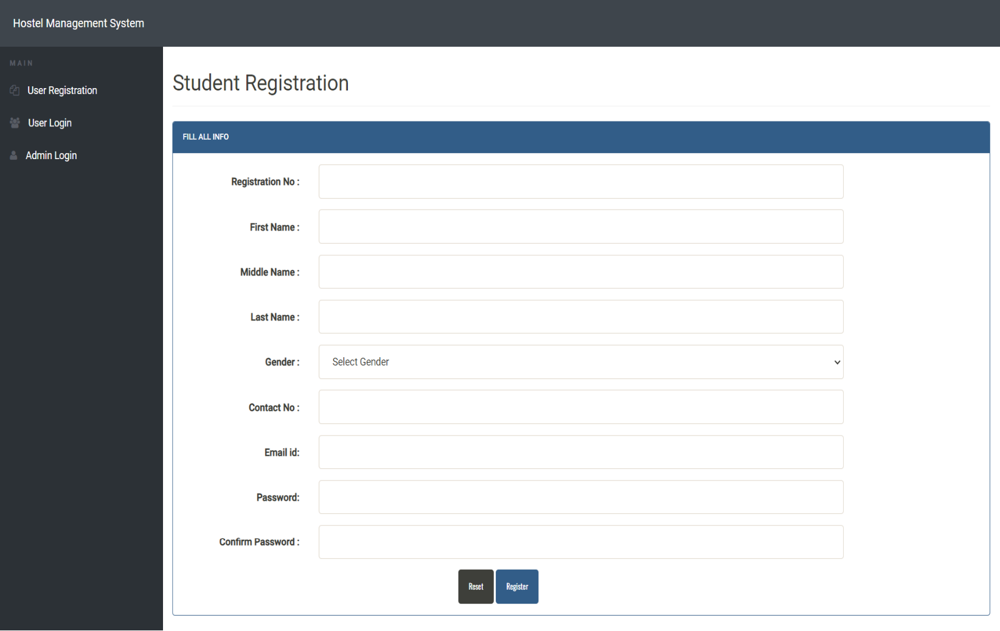 Hostel Management System
MAIN
User Registration
User Login
Admin Login
Student Registration
FILL ALL INFO
Registration No :
First Name :
Middle Name :
Last Name :
Gender :
Select Gender
Contact No :
Email id:
Password:
Confirm Password :
Reset
Register